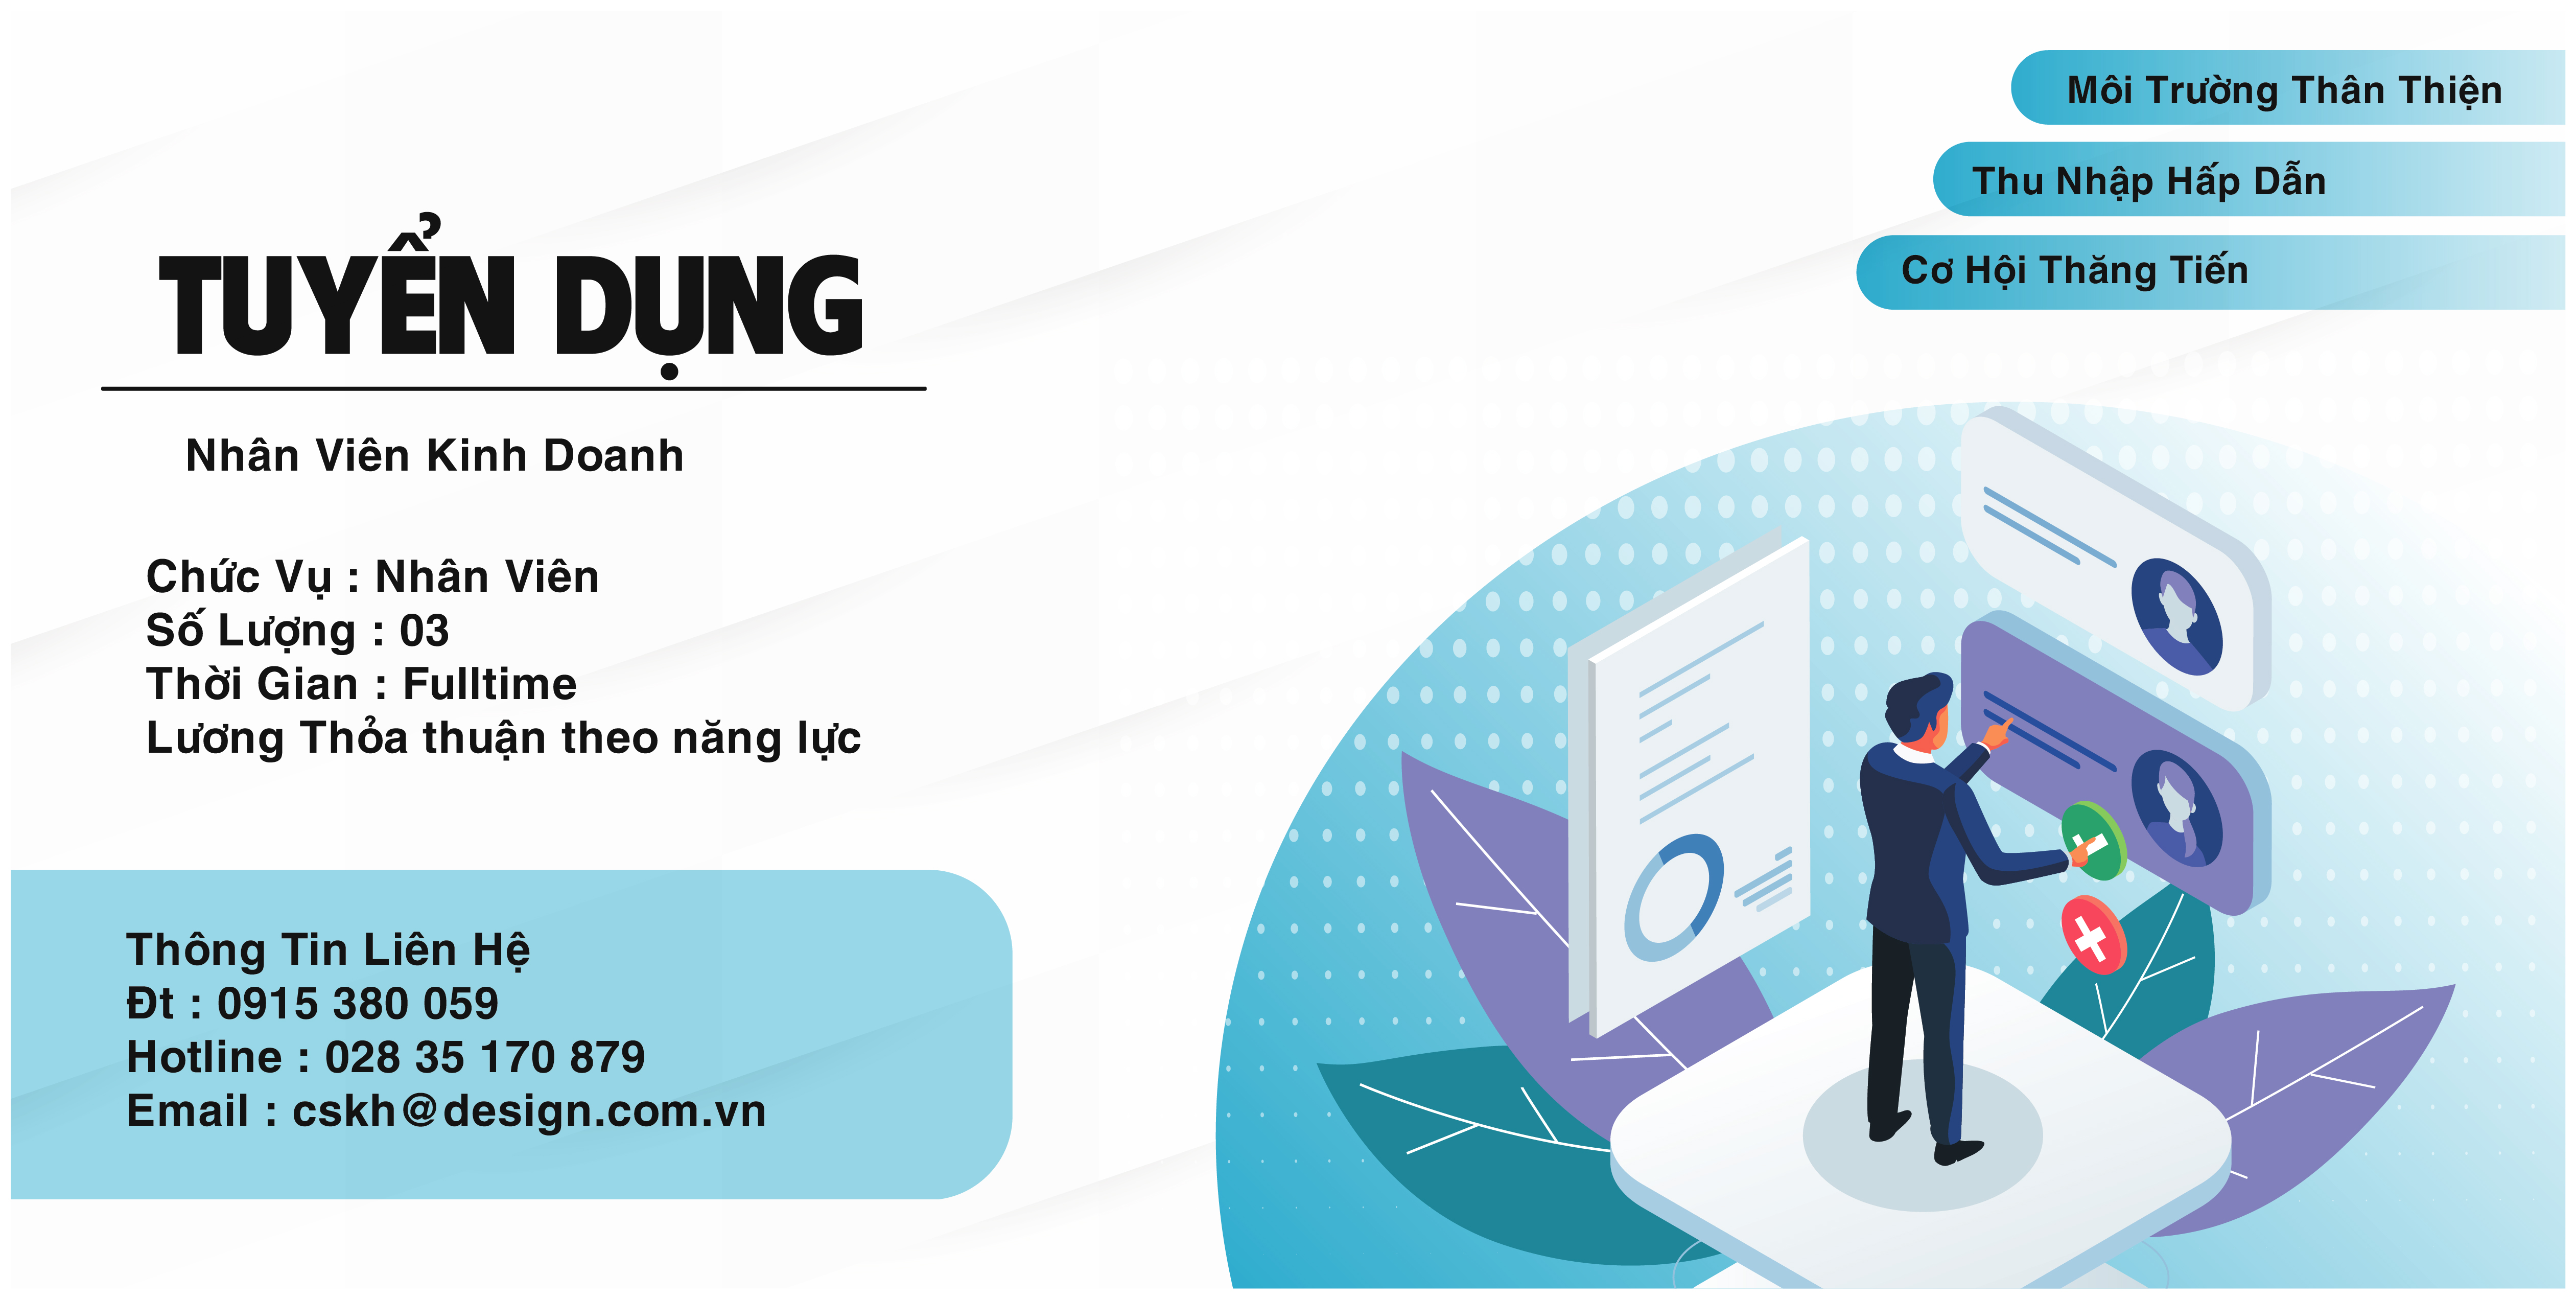 TUYỂN DỤNG
Nhân Viên Kinh Doanh
Chức Vụ : Nhân Viên
Số Lượng : 03
Thời Gian : Fulltime
Lương Thỏa thuận theo năng lực
Thông Tin Liên Hệ
Đt : 0915 380 059
Hotline : 028 35 170 879
Email : cskh@design.com.vn
Môi Trường Thân Thiện
Thu Nhập Hấp Dẫn
Cơ Hội Thăng Tiến